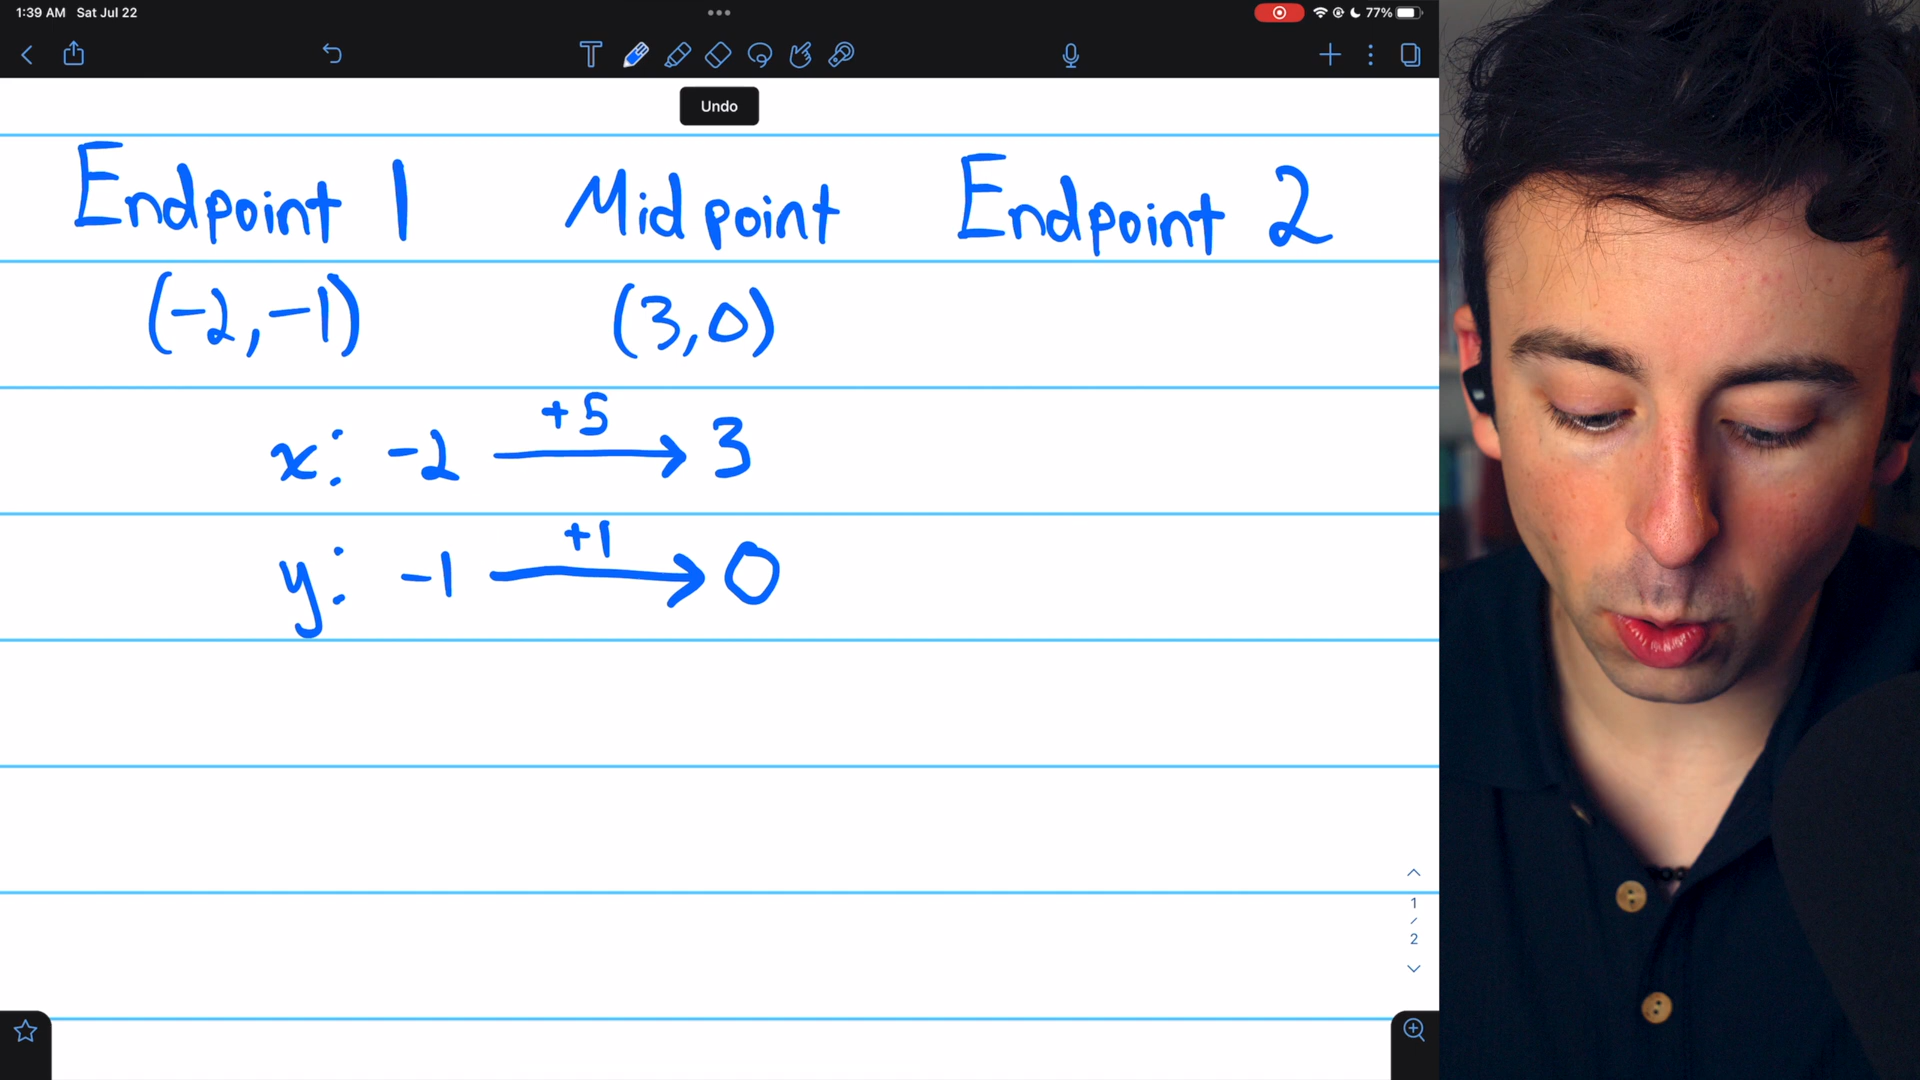 1:39 AM Sat Jul 22
77%
Undo
Endpoint 1 Midpoint Endpoint 2
(-2,-1) (3,0)
+5
x: -2 → 3
+1
y: -1 → 0
1
/
2